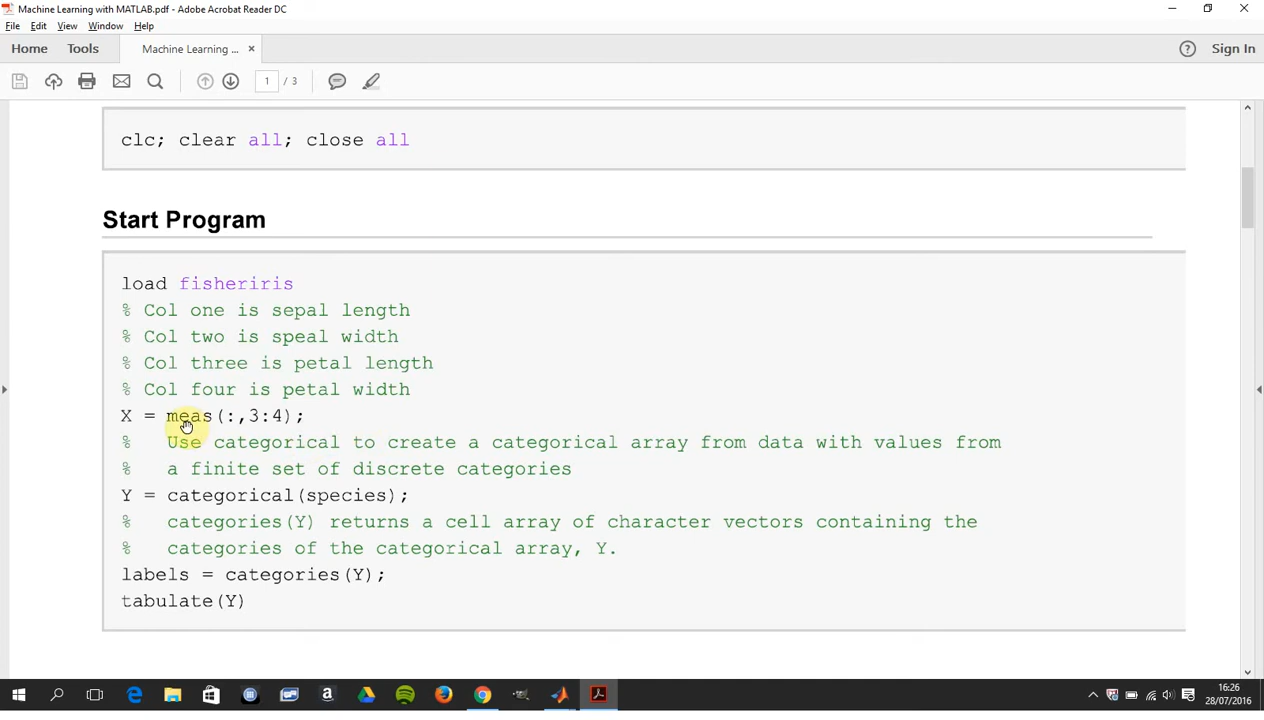 Machine Learning with MATLAB.pdf - Adobe Acrobat Reader DC
File Edit View Window Help
Home Tools Machine Learning ... × Sign In
1 / 3
clc; clear all; close all
Start Program
load fisheriris
% Col one is sepal length
% Col two is speal width
% Col three is petal length
% Col four is petal width
X = meas(:,3:4);
% Use categorical to create a categorical array from data with values from
% a finite set of discrete categories
Y = categorical(species);
% categories(Y) returns a cell array of character vectors containing the
% categories of the categorical array, Y.
labels = categories(Y);
tabulate(Y)
16:26
28/07/2016